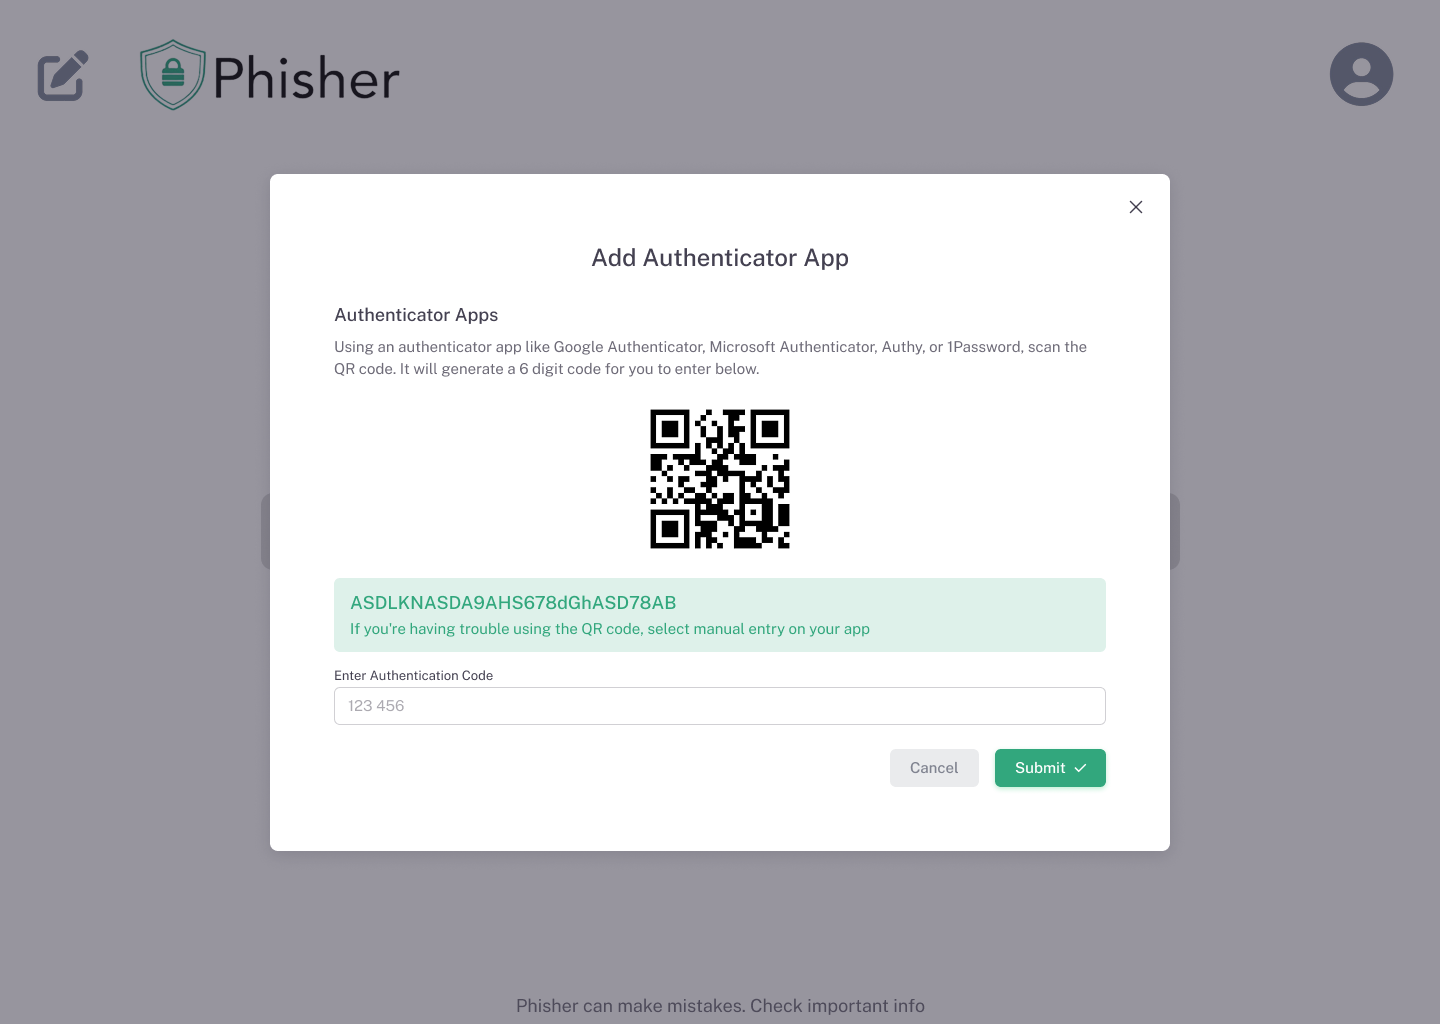 Phisher
Add Authenticator App
Authenticator Apps
Using an authenticator app like Google Authenticator, Microsoft Authenticator, Authy, or 1Password, scan the
QR code. It will generate a 6 digit code for you to enter below.
ASDLKNASDA9AHS678dGhASD78AB
If you're having trouble using the QR code, select manual entry on your app
Enter Authentication Code
123 456
Cancel
Submit
Phisher can make mistakes. Check important info